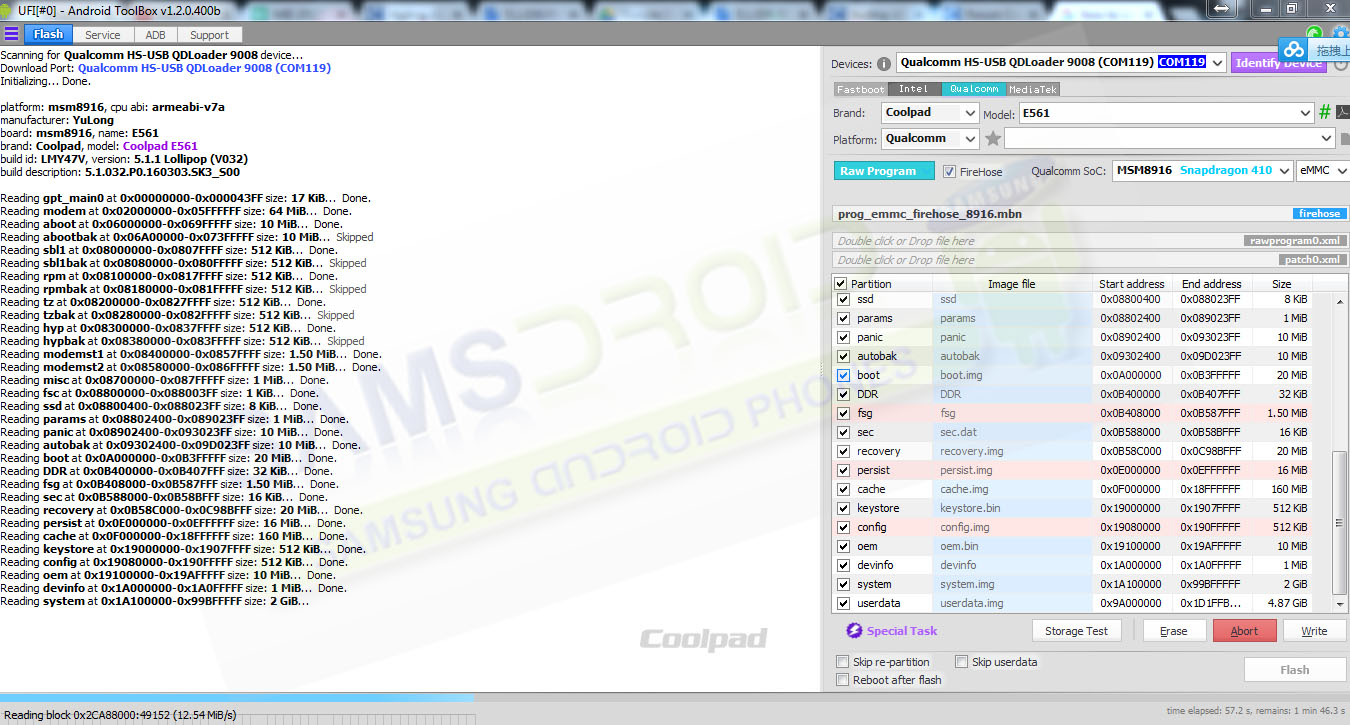 UFI[#0] - Android ToolBox v1.2.0.400b
Flash Service ADB Support
拖拽上
Scanning for Qualcomm HS-USB QDLoader 9008 device...
Download Port: Qualcomm HS-USB QDLoader 9008 (COM119)
Initializing... Done.
platform: msm8916, cpu abi: armeabi-v7a
manufacturer: YuLong
board: msm8916, name: E561
brand: Coolpad, model: Coolpad E561
build id: LMY47V, version: 5.1.1 Lollipop (V032)
build description: 5.1.032.P0.160303.SK3_S00
Reading gpt_main0 at 0x00000000-0x000043FF size: 17 KiB... Done.
Reading modem at 0x02000000-0x05FFFFFF size: 64 MiB... Done.
Reading aboot at 0x06000000-0x069FFFFF size: 10 MiB... Done.
Reading abootbak at 0x06A00000-0x073FFFFF size: 10 MiB... Skipped
Reading sbl1 at 0x08000000-0x0807FFFF size: 512 KiB... Done.
Reading sbl1bak at 0x08080000-0x080FFFFF size: 512 KiB... Skipped
Reading rpm at 0x08100000-0x0817FFFF size: 512 KiB... Done.
Reading rpmbak at 0x08180000-0x081FFFFF size: 512 KiB... Skipped
Reading tz at 0x08200000-0x0827FFFF size: 512 KiB... Done.
Reading tzbak at 0x08280000-0x082FFFFF size: 512 KiB... Skipped
Reading hyp at 0x08300000-0x0837FFFF size: 512 KiB... Done.
Reading hypbak at 0x08380000-0x083FFFFF size: 512 KiB... Skipped
Reading modemst1 at 0x08400000-0x0857FFFF size: 1.50 MiB... Done.
Reading modemst2 at 0x08580000-0x086FFFFF size: 1.50 MiB... Done.
Reading misc at 0x08700000-0x087FFFFF size: 1 MiB... Done.
Reading fsc at 0x08800000-0x088003FF size: 1 KiB... Done.
Reading ssd at 0x08800400-0x088023FF size: 8 KiB... Done.
Reading params at 0x08802400-0x089023FF size: 1 MiB... Done.
Reading panic at 0x08902400-0x093023FF size: 10 MiB... Done.
Reading autobak at 0x09302400-0x09D023FF size: 10 MiB... Done.
Reading boot at 0x0A000000-0x0B3FFFFF size: 20 MiB... Done.
Reading DDR at 0x0B400000-0x0B407FFF size: 32 KiB... Done.
Reading fsg at 0x0B408000-0x0B587FFF size: 1.50 MiB... Done.
Reading sec at 0x0B588000-0x0B58BFFF size: 16 KiB... Done.
Reading recovery at 0x0B58C000-0x0C98BFFF size: 20 MiB... Done.
Reading persist at 0x0E000000-0x0EFFFFFF size: 16 MiB... Done.
Reading cache at 0x0F000000-0x18FFFFFF size: 160 MiB... Done.
Reading keystore at 0x19000000-0x1907FFFF size: 512 KiB... Done.
Reading config at 0x19080000-0x190FFFFF size: 512 KiB... Done.
Reading oem at 0x19100000-0x19AFFFFF size: 10 MiB... Done.
Reading devinfo at 0x1A000000-0x1A0FFFFF size: 1 MiB... Done.
Reading system at 0x1A100000-0x99BFFFFF size: 2 GiB...
Coolpad
SAMSDROID
SAMSUNG ANDROID PHONES
SAMSUNG
Devices: Qualcomm HS-USB QDLoader 9008 (COM119) COM119 Identify Device
Fastboot Intel Qualcomm MediaTek
Brand: Coolpad Model: E561
Platform: Qualcomm
Raw Program FireHose Qualcomm SoC: MSM8916 Snapdragon 410 eMMC
prog_emmc_firehose_8916.mbn firehose
Double click or Drop file here rawprogram0.xml
Double click or Drop file here patch0.xml
Partition Image file Start address End address Size
ssd ssd 0x08800400 0x088023FF 8 KiB
params params 0x08802400 0x089023FF 1 MiB
panic panic 0x08902400 0x093023FF 10 MiB
autobak autobak 0x09302400 0x09D023FF 10 MiB
boot boot.img 0x0A000000 0x0B3FFFFF 20 MiB
DDR DDR 0x0B400000 0x0B407FFF 32 KiB
fsg fsg 0x0B408000 0x0B587FFF 1.50 MiB
sec sec.dat 0x0B588000 0x0B58BFFF 16 KiB
recovery recovery.img 0x0B58C000 0x0C98BFFF 20 MiB
persist persist.img 0x0E000000 0x0EFFFFFF 16 MiB
cache cache.img 0x0F000000 0x18FFFFFF 160 MiB
keystore keystore.bin 0x19000000 0x1907FFFF 512 KiB
config config.img 0x19080000 0x190FFFFF 512 KiB
oem oem.bin 0x19100000 0x19AFFFFF 10 MiB
devinfo devinfo 0x1A000000 0x1A0FFFFF 1 MiB
system system.img 0x1A100000 0x99BFFFFF 2 GiB
userdata userdata.img 0x9A000000 0x1D1FFB... 4.87 GiB
Special Task Storage Test Erase Abort Write
Skip re-partition Skip userdata
Reboot after flash Flash
Reading block 0x2CA88000:49152 (12.54 MiB/s)
time elapsed: 57.2 s, remains: 1 min 46.3 s